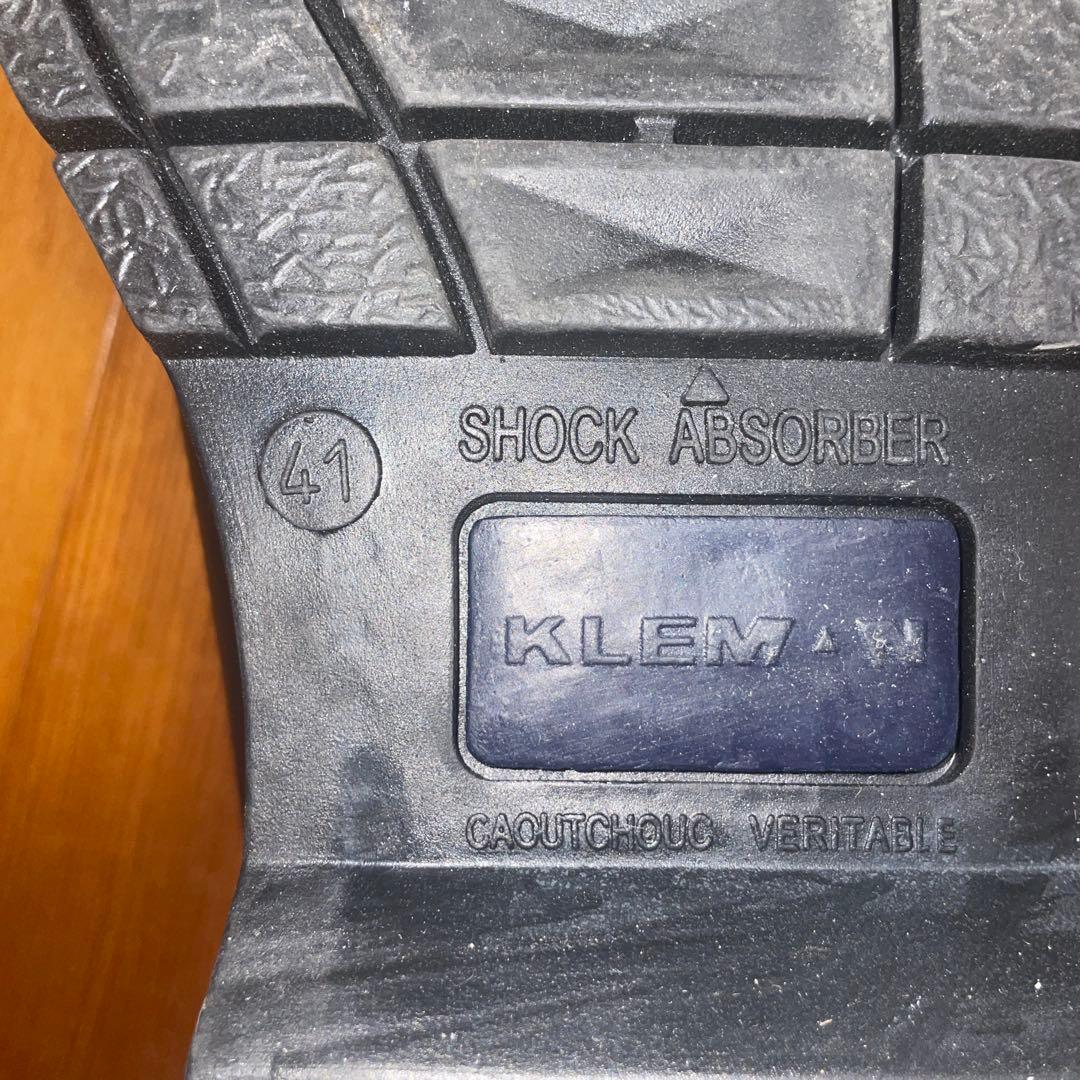 41
SHOCK ABSORBER
KLEMAN
CAOUTCHOUC VERITABLE